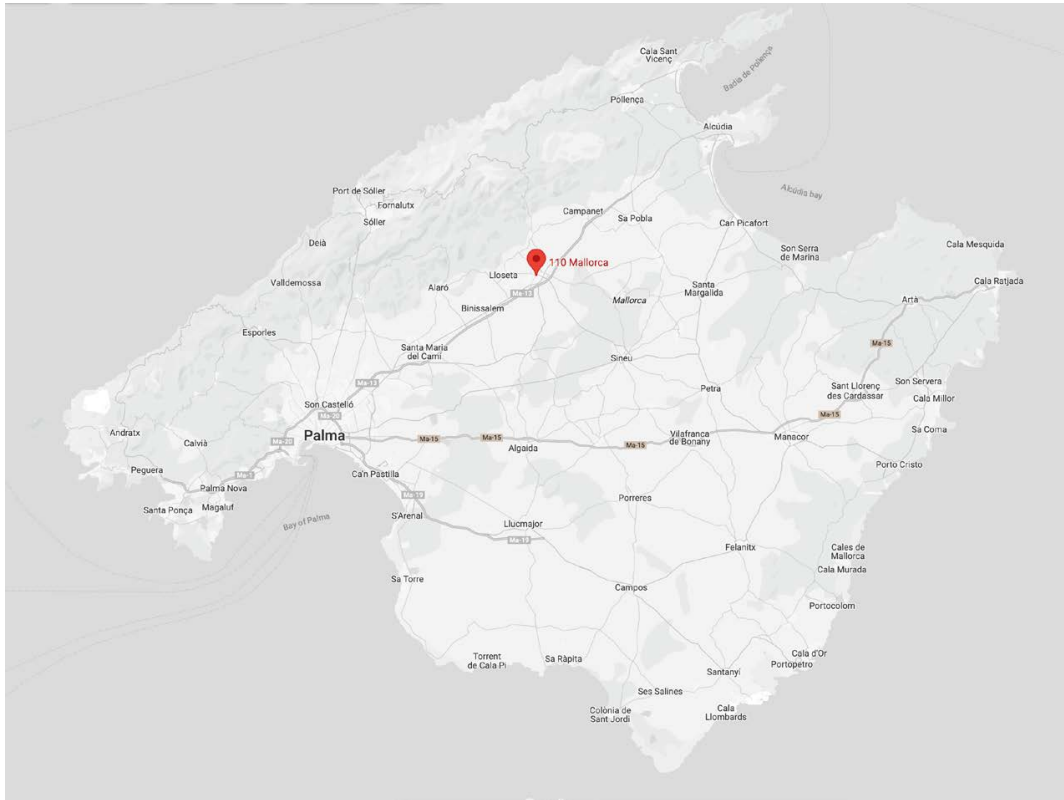 Cala Sant
Vicenç
Badia de Pollença
Pollença
Alcúdia
Port de Sóller
Alcúdia bay
Fornalutx
Campanet
Sa Pobla
Sóller
Can Picafort
Deià
Son Serra
de Marina
Cala Mesquida
110 Mallorca
Lloseta
Valldemossa
Alaró
Ma-13
Santa
Margalida
Cala Ratjada
Mallorca
Artà
Binissalem
Esporles
Ma-15
Santa Maria
del Camí
Sineu
Ma-13
Petra
Sant Llorenç
des Cardassar
Son Servera
Cala Millor
Son Castelló
Ma-20
Ma-15
Andratx
Calvià
Ma-20
Palma
Ma-15
Ma-15
Algaida
Ma-15
Vilafranca
de Bonany
Manacor
Sa Coma
Peguera
Ma-1
Ca'n Pastilla
Porto Cristo
Palma Nova
Ma-19
Santa Ponça
Magaluf
Porreres
S'Arenal
Bay of Palma
Llucmajor
Ma-19
Felanitx
Cales de
Mallorca
Cala Murada
Sa Torre
Campos
Portocolom
Torrent
de Cala Pi
Sa Ràpita
Cala d'Or
Portopetro
Santanyí
Ses Salines
Colònia de
Sant Jordi
Cala
Llombards